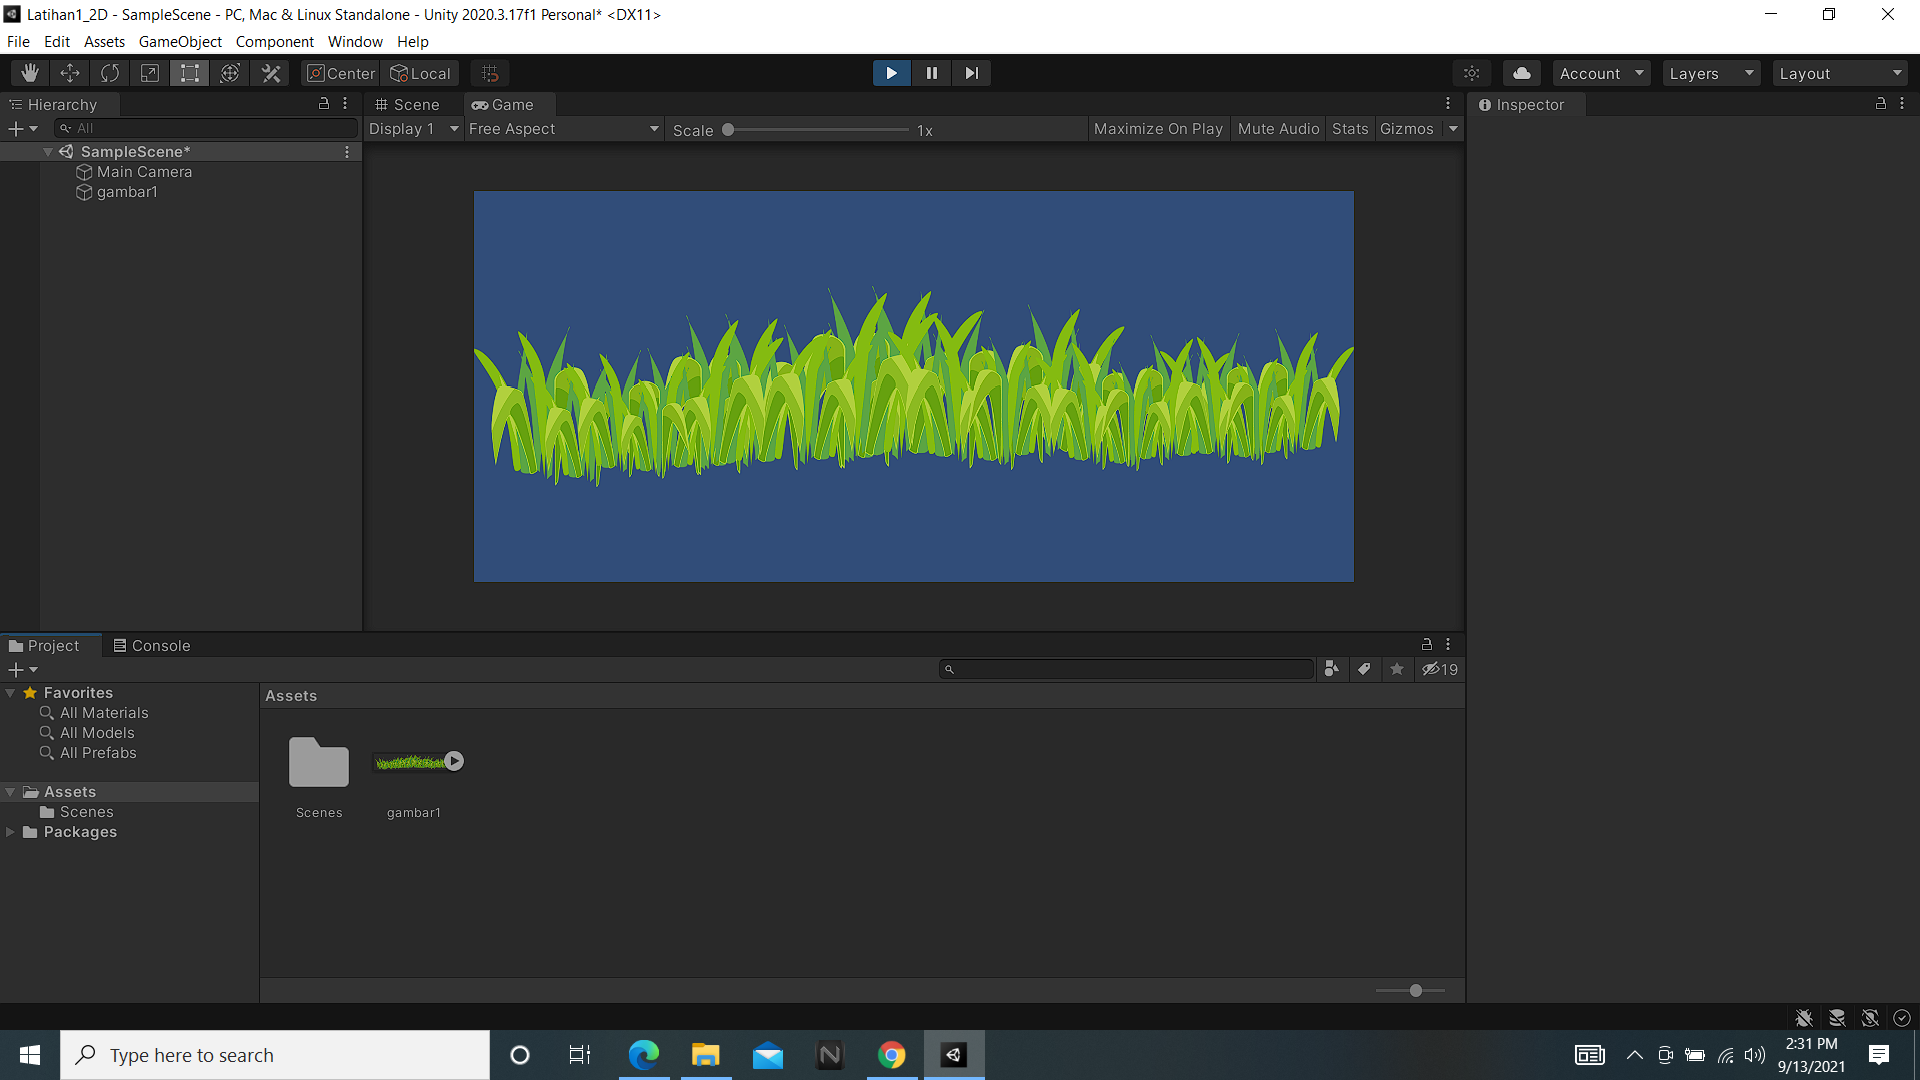 Latihan1_2D - SampleScene - PC, Mac & Linux Standalone - Unity 2020.3.17f1 Personal* <DX11>
File Edit Assets GameObject Component Window Help
Center Local Account Layers Layout
Hierarchy Scene Game Inspector
All Display 1 Free Aspect Scale 1x Maximize On Play Mute Audio Stats Gizmos
SampleScene*
Main Camera
gambar1
Project Console
19
Favorites Assets
All Materials
All Models
All Prefabs
Assets
Scenes
Packages
Scenes gambar1
Type here to search
2:31 PM
9/13/2021